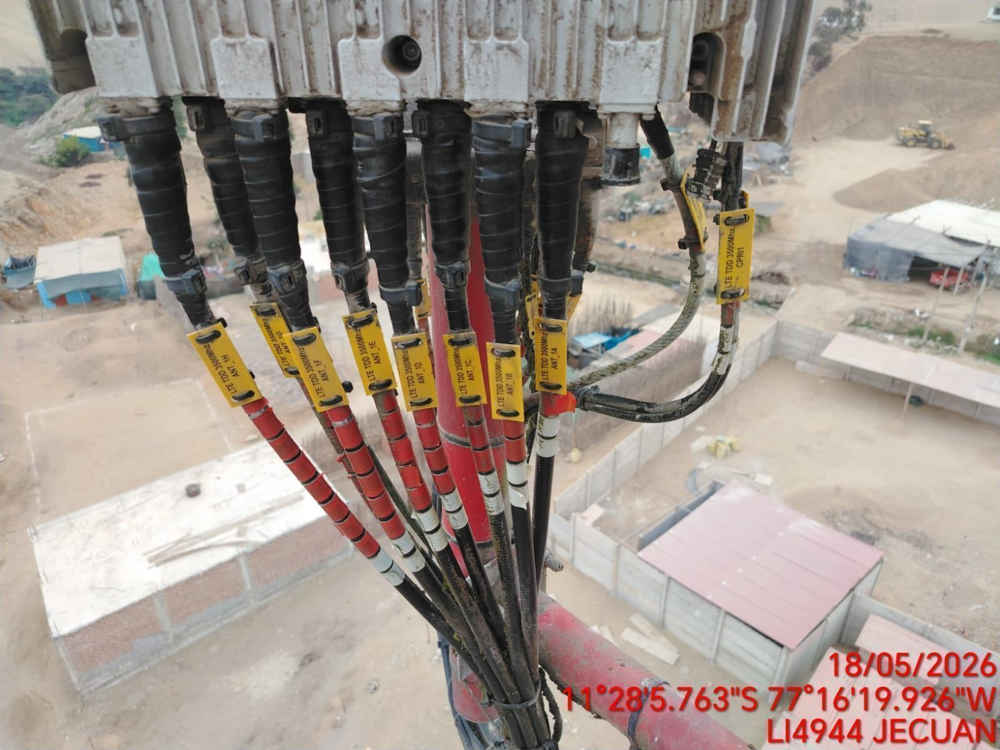 LTE TDD 3500Mhz
CPRI1
LTE TDD 3500Mhz
ANT_1H
LTE TDD 3500Mhz
ANT_1G
LTE TDD 3500Mhz
ANT_1F
LTE TDD 3500Mhz
ANT_1E
LTE TDD 3500Mhz
ANT_1D
LTE TDD 3500Mhz
ANT_1C
LTE TDD 3500Mhz
ANT_1B
LTE TDD 3500Mhz
ANT_1A
18/05/2026
11°28'5.763"S 77°16'19.926"W
LI4944 JECUAN